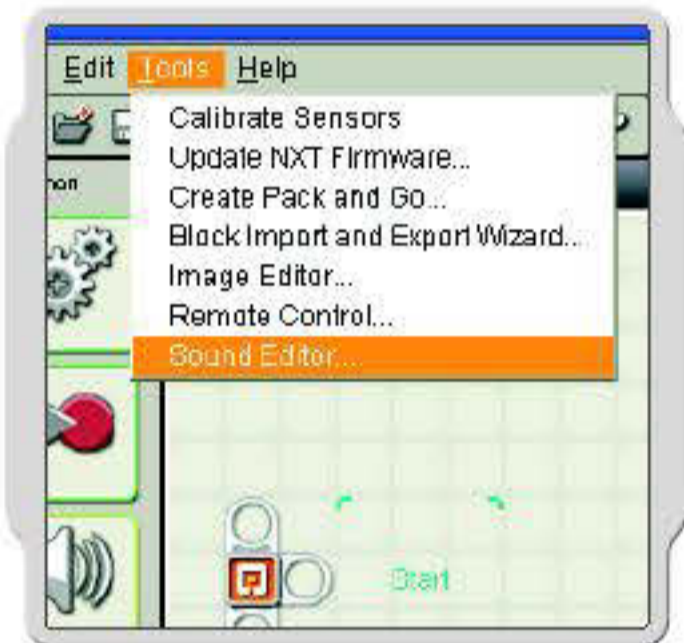 Edit Tools Help
Calibrate Sensors
Update NXT Firmware...
Create Pack and Go...
Block Import and Export Wizard...
Image Editor...
Remote Control...
Sound Editor...
Start